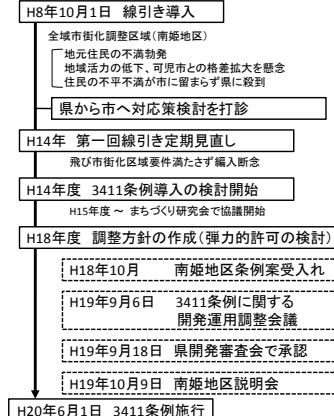 H8年10月1日 線引き導入
全域市街化調整区域(南姫地区)
地元住民の不満勃発
地域活力の低下、可児市との格差拡大を懸念
住民の不平不満が市に留まらず県に殺到
県から市へ対応策検討を打診
H14年 第一回線引き定期見直し
飛び市街化区域要件満たさず編入断念
H14年度 3411条例導入の検討開始
H15年度 ~ まちづくり研究会で協議開始
H18年度 調整方針の作成(弾力的許可の検討)
H18年10月 南姫地区条例案受入れ
H19年9月6日 3411条例に関する
開発運用調整会議
H19年9月18日 県開発審査会で承認
H19年10月9日 南姫地区説明会
H20年6月1日 3411条例施行